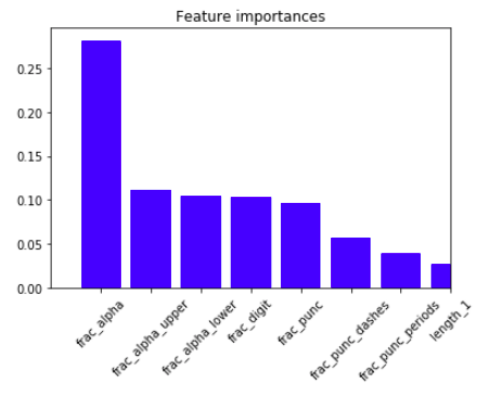 Feature importances
0.25
0.20
0.15
0.10
0.05
0.00
frac_alpha
frac_alpha_upper
frac_alpha_lower
frac_digit
frac_punc
frac_punc_dashes
frac_punc_periods
length_1